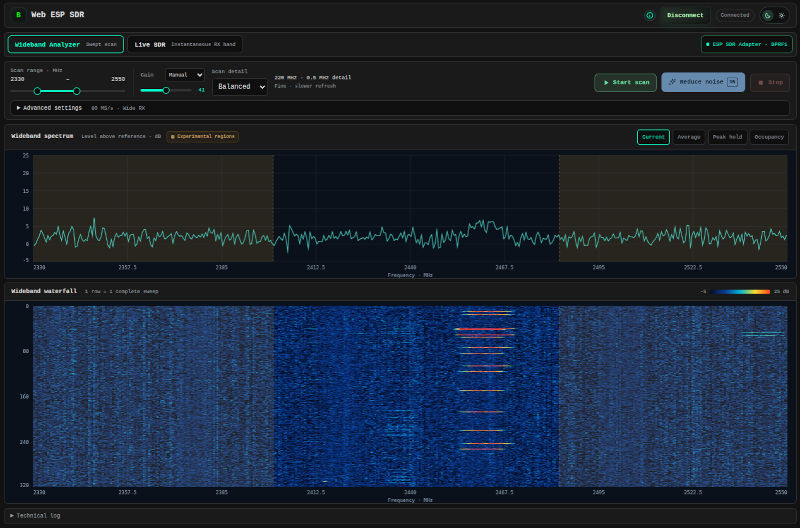 B Web ESP SDR
Disconnect
Connected
Wideband Analyzer Swept scan
Live SDR Instantaneous RX band
ESP SDR Adapter · BPRF1
Scan range · MHz
2330 — 2550
Gain Manual
41
Scan detail
Balanced
220 MHz · 0.5 MHz detail
Fine · slower refresh
Start scan
Reduce noise ON
Stop
Advanced settings 80 MS/s · Wide RX
Wideband spectrum Level above reference · dB Experimental regions
Current Average Peak hold Occupancy
25
20
15
10
5
0
-5
2330 2357.5 2385 2412.5 2440 2467.5 2495 2522.5 2550
Frequency · MHz
Wideband waterfall 1 row = 1 complete sweep
-5 25 dB
0
80
160
240
320
2330 2357.5 2385 2412.5 2440 2467.5 2495 2522.5 2550
Frequency · MHz
Technical log